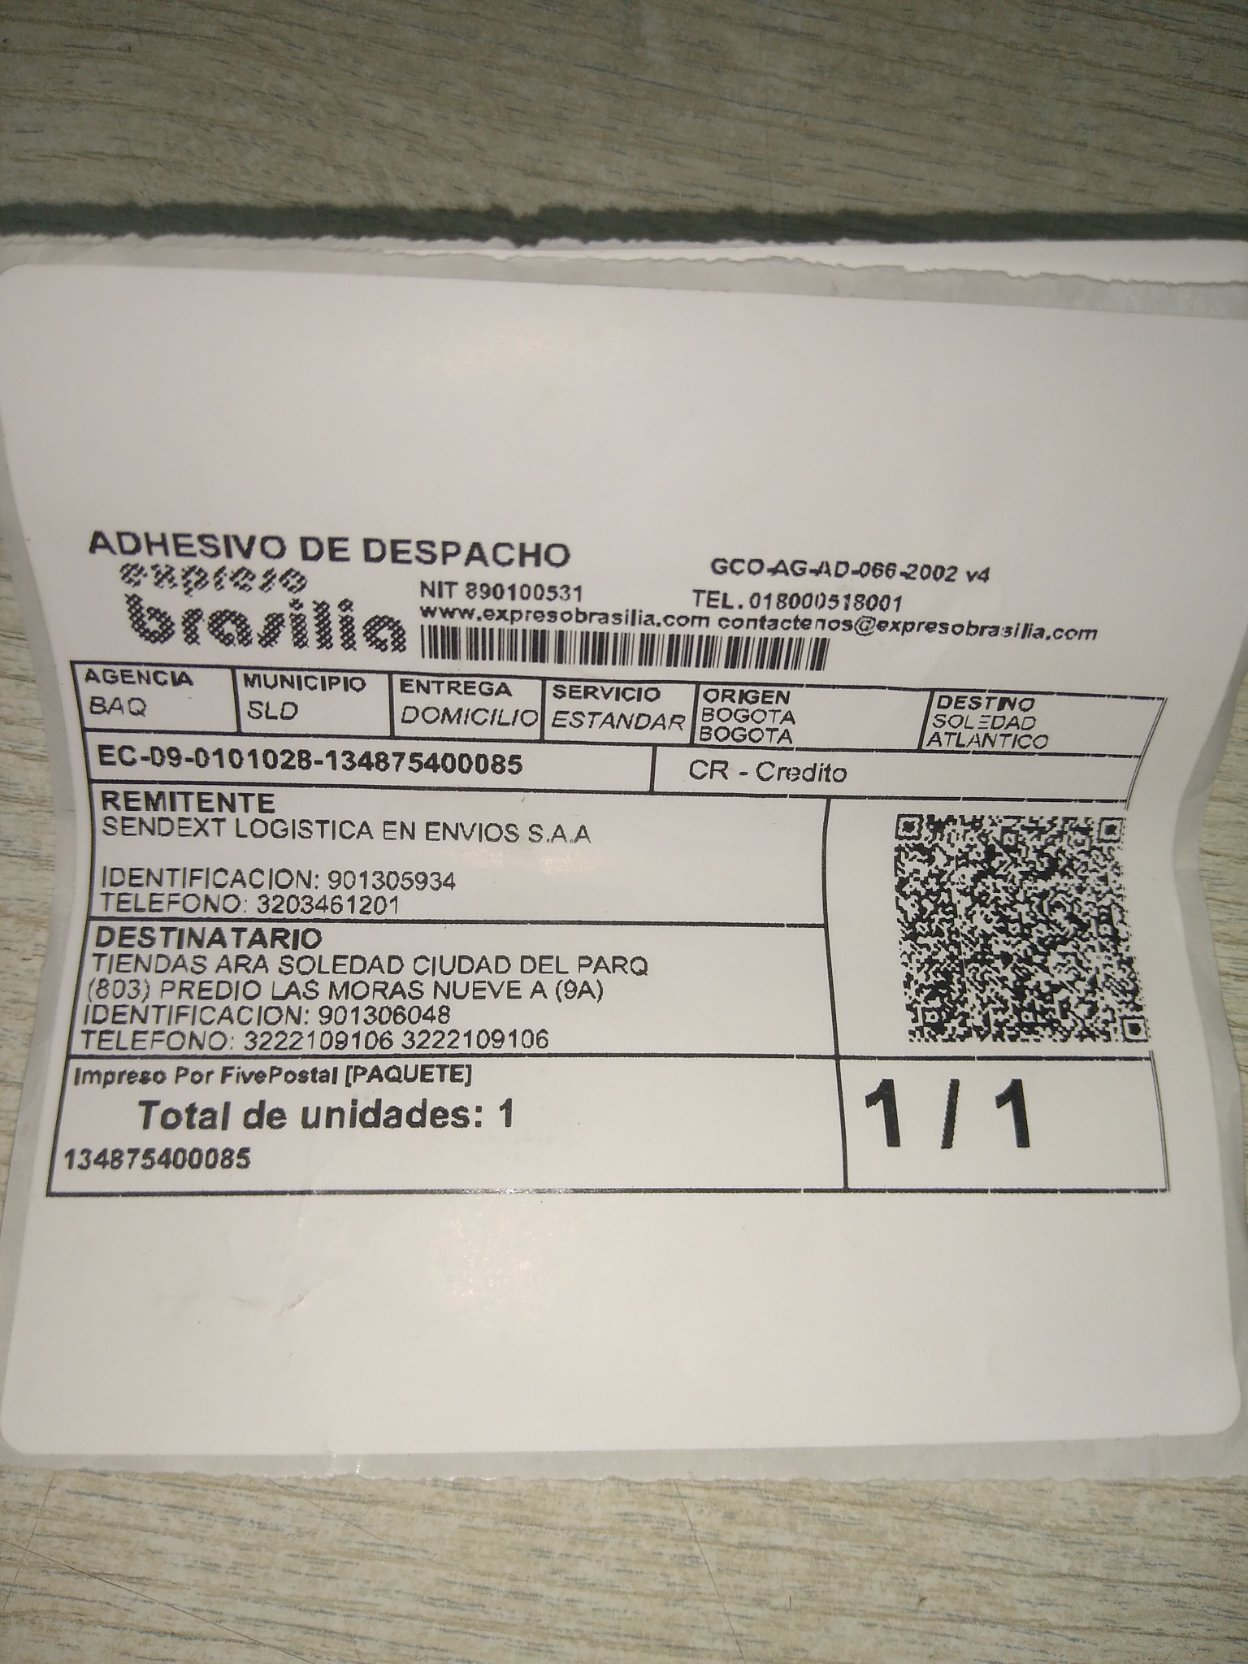 ADHESIVO DE DESPACHO
GCO-AG-AD-066-2002 v4
expreso
brasilia
NIT 890100531
TEL. 018000518001
www.expresobrasilia.com contactenos@expresobrasilia.com
AGENCIA
BAQ
MUNICIPIO
SLD
ENTREGA
DOMICILIO
SERVICIO
ESTANDAR
ORIGEN
BOGOTA
BOGOTA
DESTINO
SOLEDAD
ATLANTICO
EC-09-0101028-134875400085
CR - Credito
REMITENTE
SENDEXT LOGISTICA EN ENVIOS S.A.A
IDENTIFICACION: 901305934
TELEFONO: 3203461201
DESTINATARIO
TIENDAS ARA SOLEDAD CIUDAD DEL PARQ
(803) PREDIO LAS MORAS NUEVE A (9A)
IDENTIFICACION: 901306048
TELEFONO: 3222109106 3222109106
Impreso Por FivePostal [PAQUETE]
Total de unidades: 1
134875400085
1 / 1